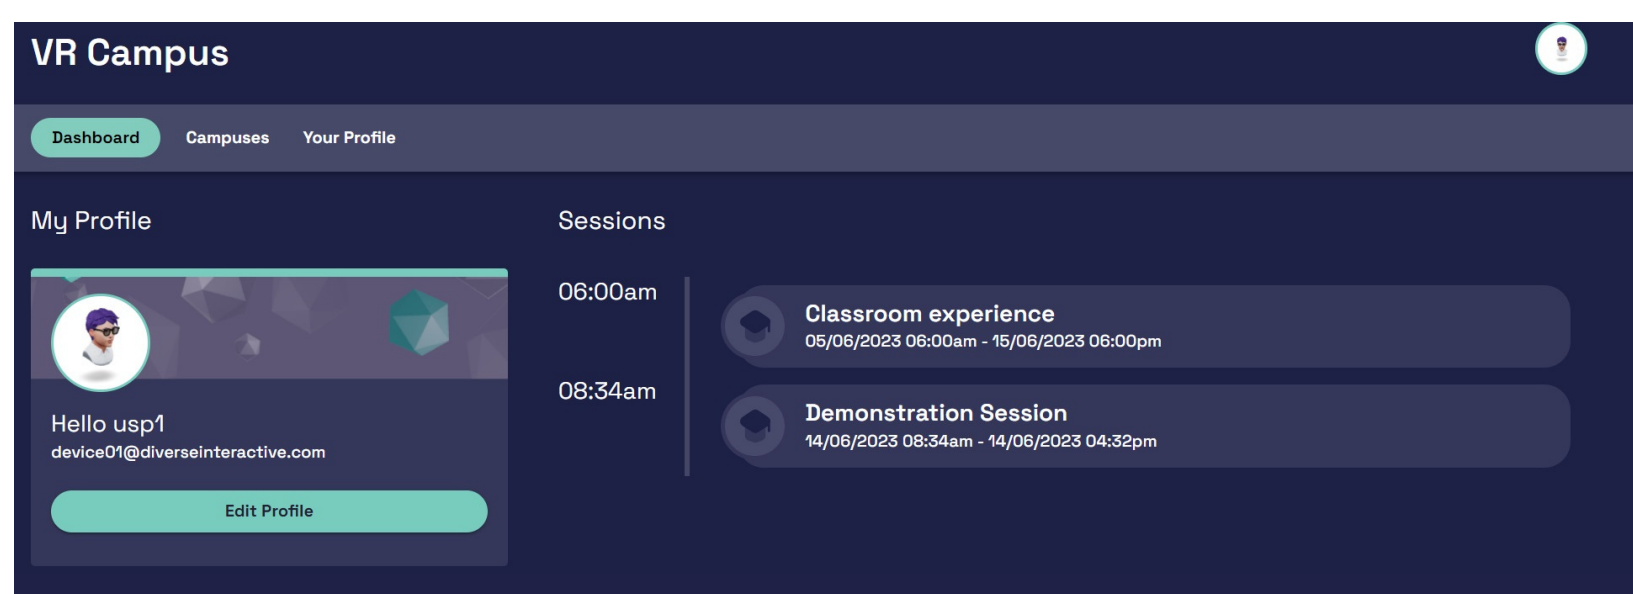 VR Campus
Dashboard Campuses Your Profile
My Profile
Hello usp1
device01@diverseinteractive.com
Edit Profile
Sessions
06:00am
Classroom experience
05/06/2023 06:00am - 15/06/2023 06:00pm
08:34am
Demonstration Session
14/06/2023 08:34am - 14/06/2023 04:32pm